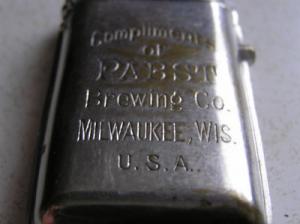 Compliments
of
PABST
Brewing Co.
MILWAUKEE, WIS.
U.S.A.